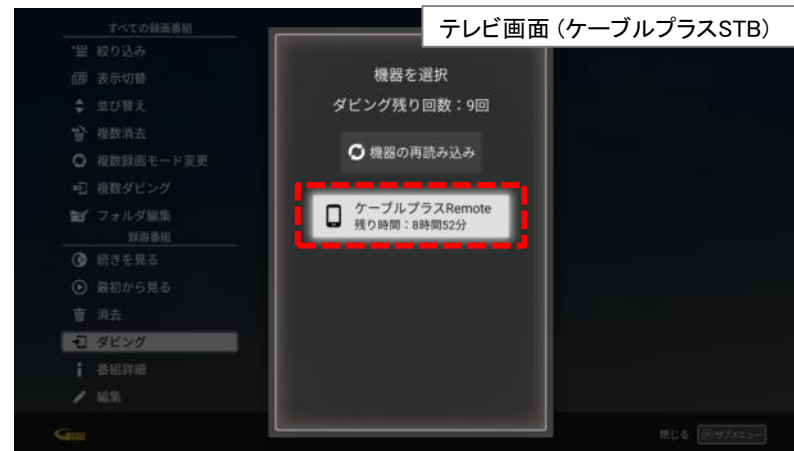 テレビ画面 (ケーブルプラスSTB)
すべての録画番組
絞り込み
表示切替
並び替え
複数消去
複数録画モード変更
複数ダビング
フォルダ編集
録画番組
続きを見る
最初から見る
消去
ダビング
番組詳細
編集
機器を選択
ダビング残り回数：9回
機器の再読み込み
ケーブルプラスRemote
残り時間：8時間52分
閉じる サブメニュー